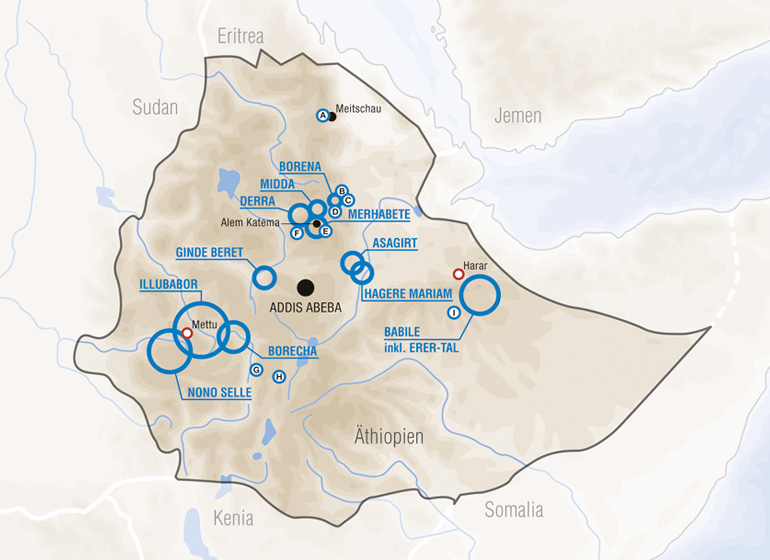 Eritrea
Sudan
A
Meitschau
Jemen
BORENA
MIDDA
B
DERRA
C
D
MERHABETE
Alem Katema
F
E
ASAGIRT
GINDE BERET
Harar
ILLUBABOR
HAGERE MARIAM
ADDIS ABEBA
I
Mettu
BABILE
inkl. ERER-TAL
BORECHA
G
H
NONO SELLE
Äthiopien
Kenia
Somalia